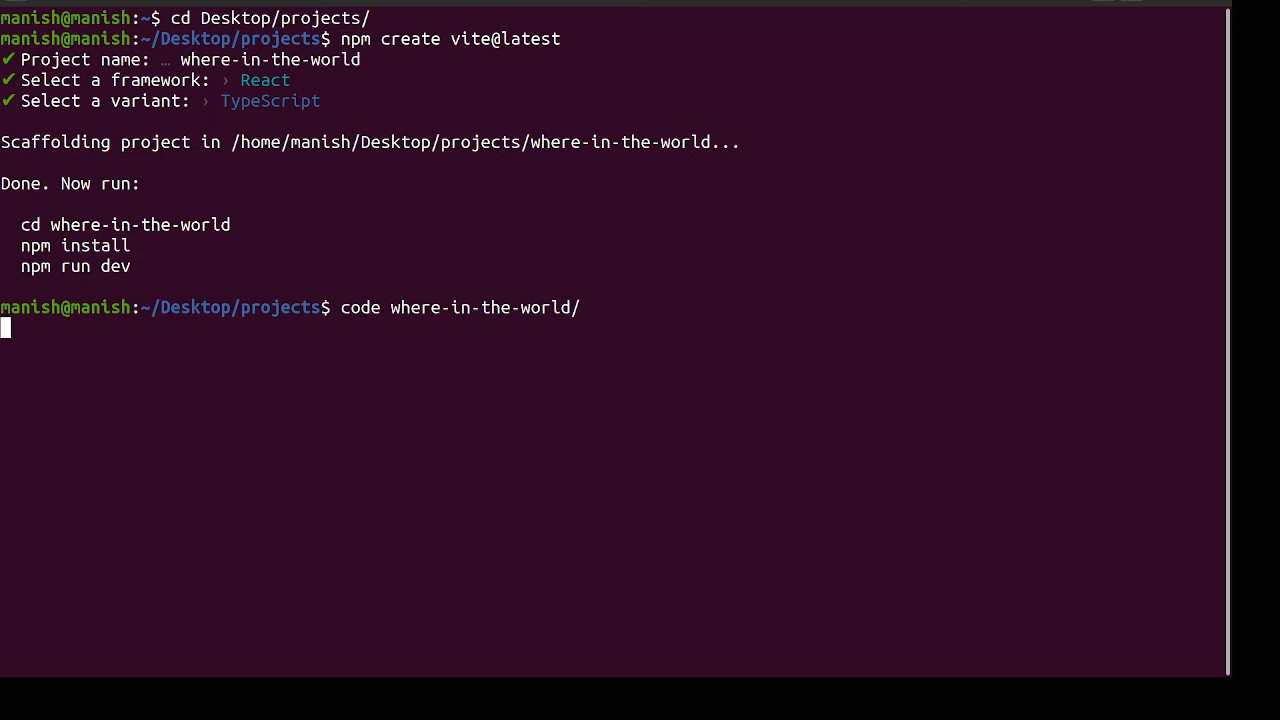 manish@manish:~$ cd Desktop/projects/
manish@manish:~/Desktop/projects$ npm create vite@latest
✔ Project name: … where-in-the-world
✔ Select a framework: › React
✔ Select a variant: › TypeScript
Scaffolding project in /home/manish/Desktop/projects/where-in-the-world...
Done. Now run:
cd where-in-the-world
npm install
npm run dev
manish@manish:~/Desktop/projects$ code where-in-the-world/